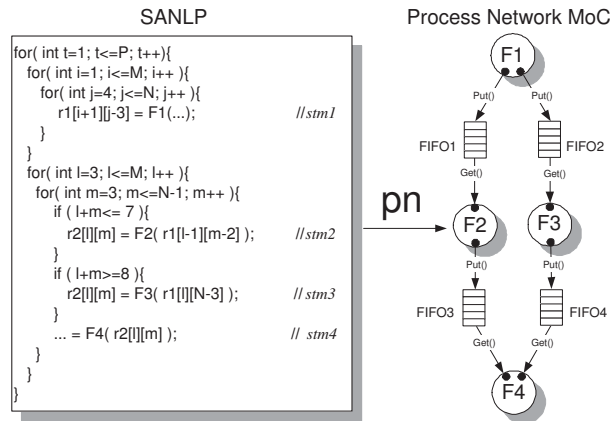 SANLP
for( int t=1; t<=P; t++){
for( int i=1; i<=M; i++ ){
for( int j=4; j<=N; j++ ){
r1[i+1][j-3] = F1(...); //stm1
}
}
for( int l=3; l<=M; l++ ){
for( int m=3; m<=N-1; m++ ){
if ( l+m<= 7 ){
r2[l][m] = F2( r1[l-1][m-2] ); //stm2
}
if ( l+m>=8 ){
r2[l][m] = F3( r1[l][N-3] ); //stm3
}
... = F4( r2[l][m] ); // stm4
}
}
}
pn
Process Network MoC
F1
Put() Put()
FIFO1 FIFO2
Get() Get()
F2 F3
Put() Put()
FIFO3 FIFO4
Get() Get()
F4